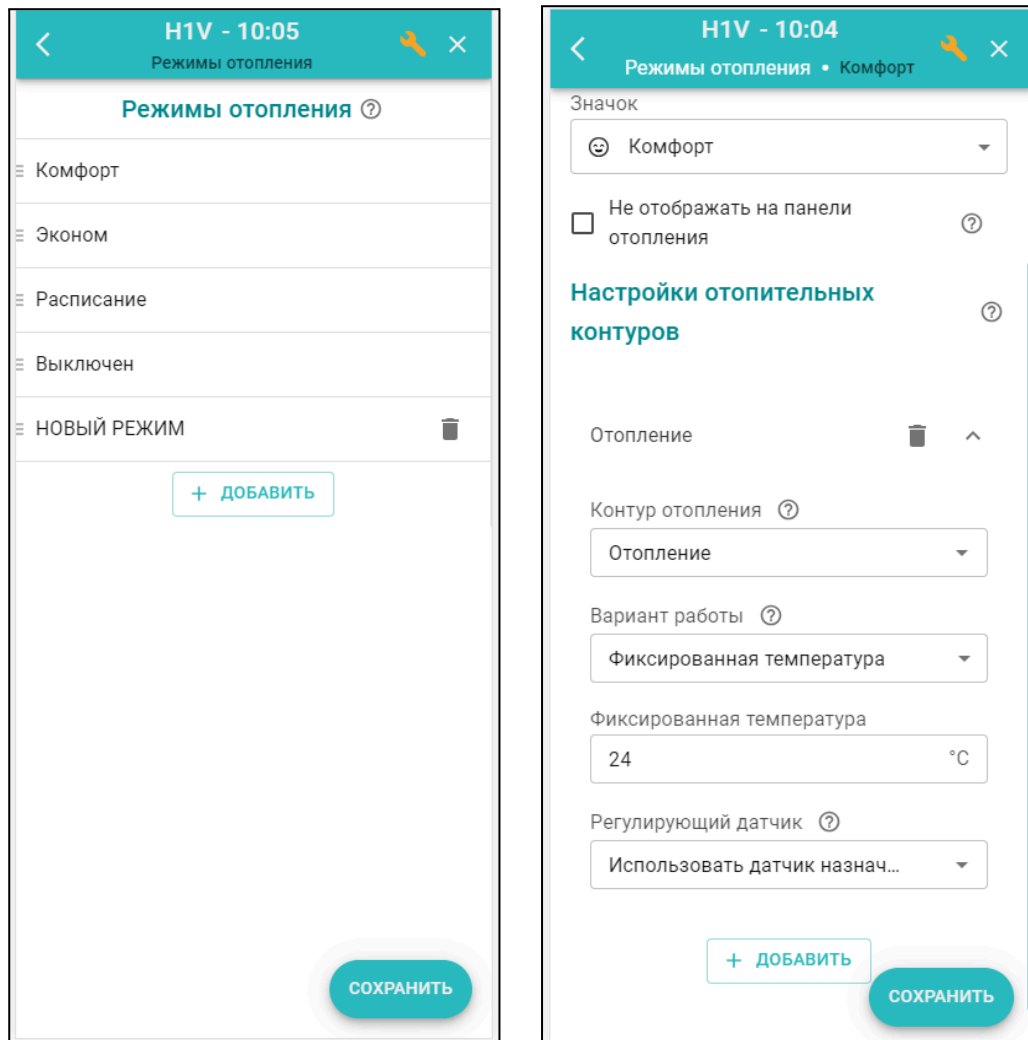 H1V - 10:05
Режимы отопления
Режимы отопления
Комфорт
Эконом
Расписание
Выключен
НОВЫЙ РЕЖИМ
+ ДОБАВИТЬ
СОХРАНИТЬ
H1V - 10:04
Режимы отопления • Комфорт
Значок
Комфорт
Не отображать на панели
отопления
Настройки отопительных
контуров
Отопление
Контур отопления
Отопление
Вариант работы
Фиксированная температура
Фиксированная температура
24 °C
Регулирующий датчик
Использовать датчик назнач...
+ ДОБАВИТЬ
СОХРАНИТЬ